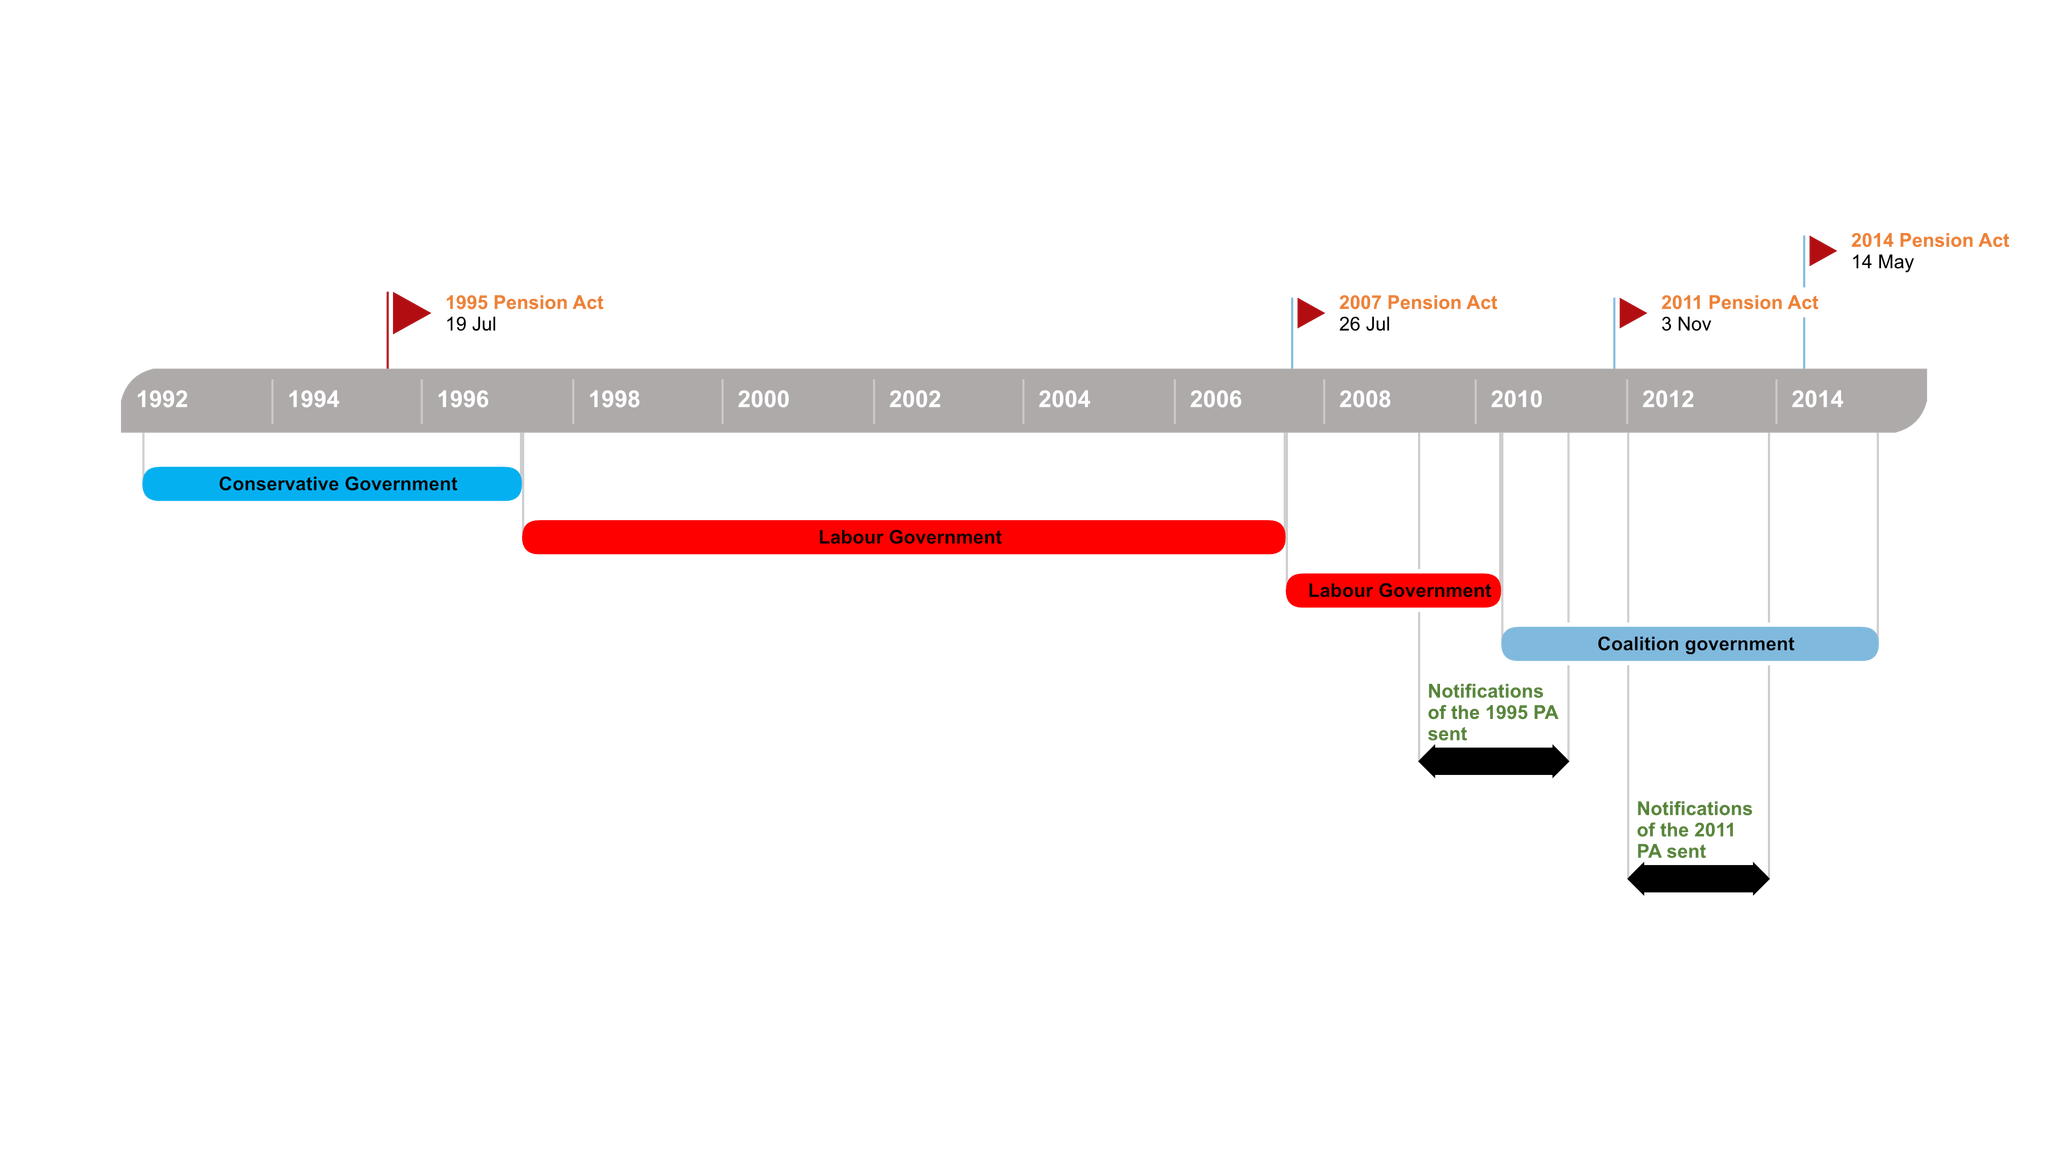 2014 Pension Act
14 May
1995 Pension Act
19 Jul
2007 Pension Act
26 Jul
2011 Pension Act
3 Nov
1992 1994 1996 1998 2000 2002 2004 2006 2008 2010 2012 2014
Conservative Government
Labour Government
Labour Government
Coalition government
Notifications
of the 1995 PA
sent
Notifications
of the 2011
PA sent